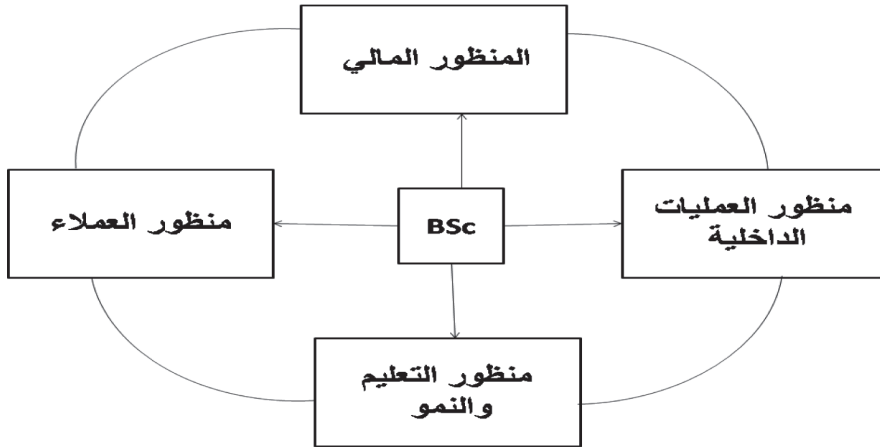 المنظور المالي
منظور العمليات
الداخلية
BSc
منظور العملاء
منظور التعليم
والنمو